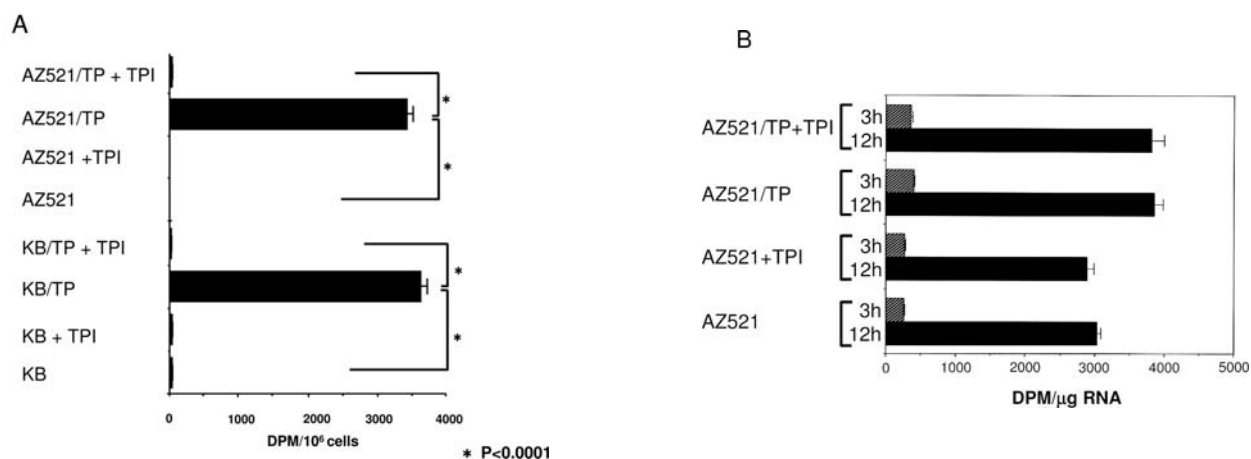 A
AZ521/TP + TPI
AZ521/TP
*
AZ521 +TPI
*
AZ521
KB/TP + TPI
*
KB/TP
KB + TPI
*
KB
0 1000 2000 3000 4000
DPM/10⁶ cells
* P<0.0001
B
AZ521/TP+TPI
3h
12h
AZ521/TP
3h
12h
AZ521+TPI
3h
12h
AZ521
3h
12h
0 1000 2000 3000 4000 5000
DPM/μg RNA